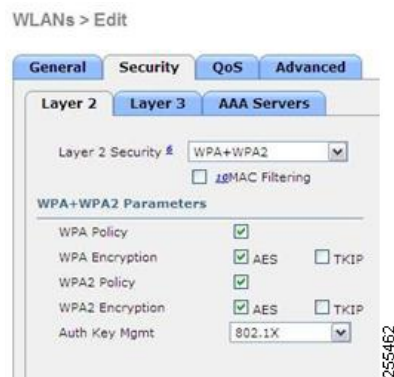 WLANs > Edit
General Security QoS Advanced
Layer 2 Layer 3 AAA Servers
Layer 2 Security 6 WPA+WPA2
10MAC Filtering
WPA+WPA2 Parameters
WPA Policy
WPA Encryption AES TKIP
WPA2 Policy
WPA2 Encryption AES TKIP
Auth Key Mgmt 802.1X
255462